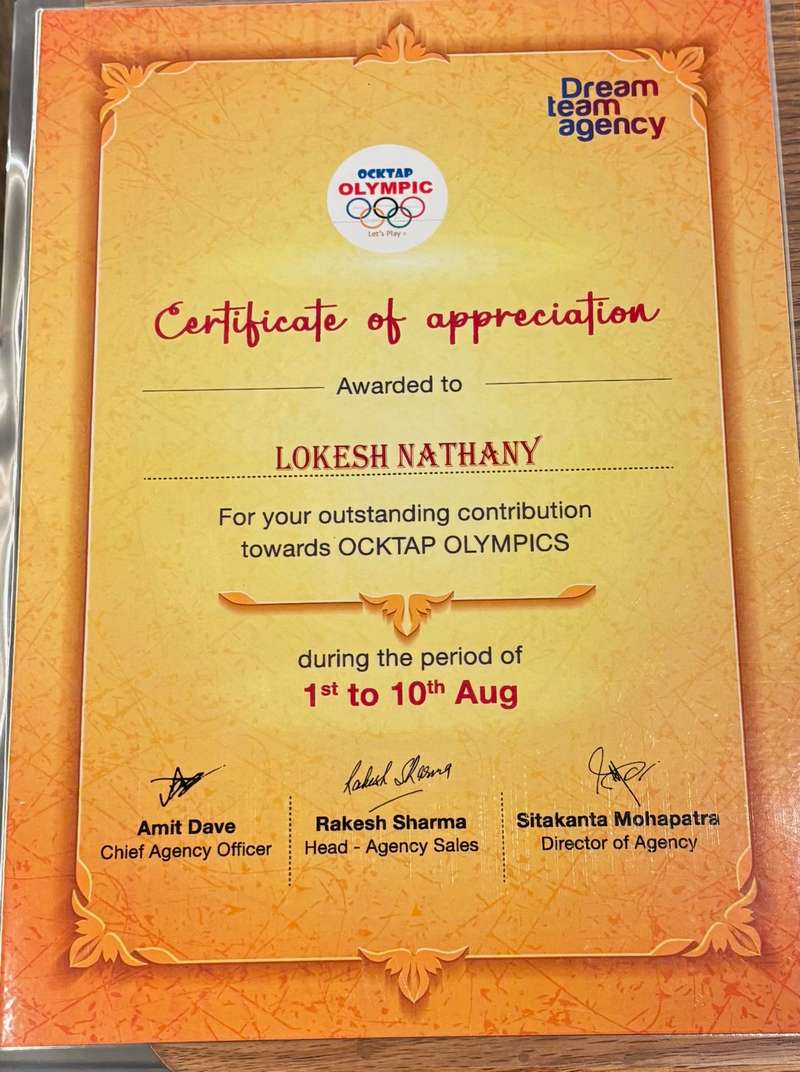 Dream
team
agency
OCKTAP
OLYMPIC
Let's Play
Certificate of appreciation
Awarded to
LOKESH NATHANY
For your outstanding contribution
towards OCKTAP OLYMPICS
during the period of
1st to 10th Aug
Rakesh Sharma
Amit Dave Rakesh Sharma Sitakanta Mohapatra
Chief Agency Officer Head - Agency Sales Director of Agency